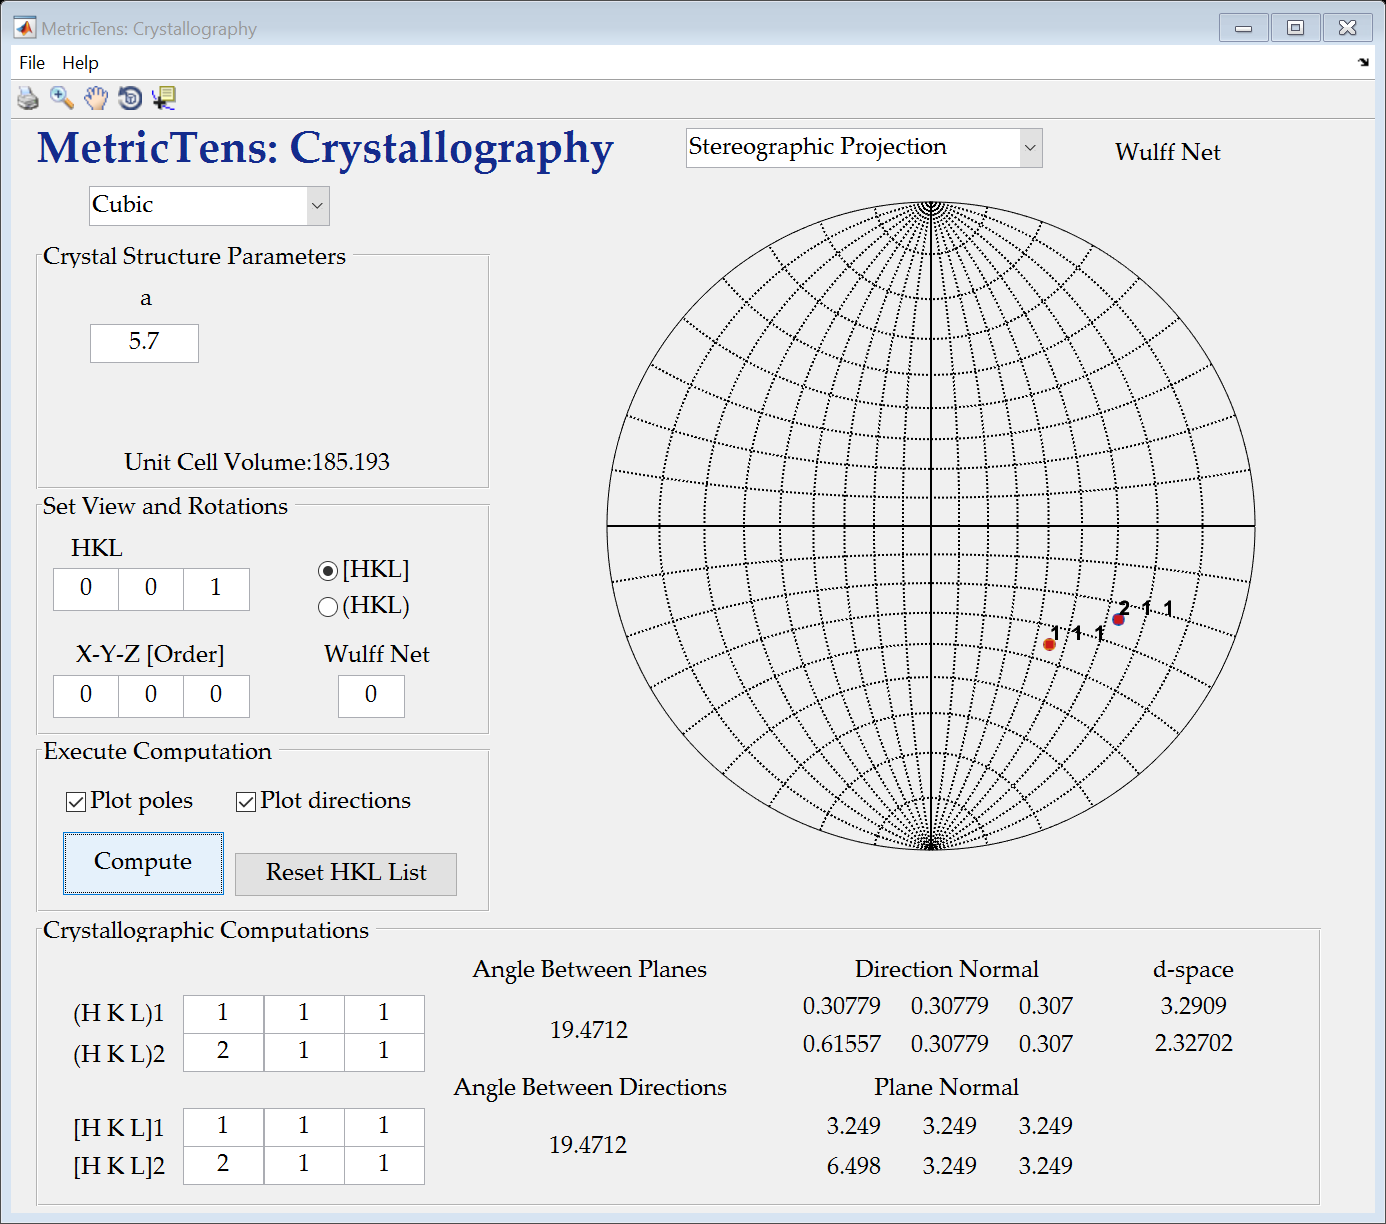 MetricTens: Crystallography
File Help
MetricTens: Crystallography
Stereographic Projection
Wulff Net
Cubic
Crystal Structure Parameters
a
5.7
Unit Cell Volume:185.193
Set View and Rotations
HKL
0 0 1
[HKL]
(HKL)
X-Y-Z [Order]
Wulff Net
0 0 0
0
Execute Computation
Plot poles
Plot directions
Compute
Reset HKL List
2 1 1
1 1 1
Crystallographic Computations
Angle Between Planes
Direction Normal
d-space
(H K L)1 1 1 1
0.30779 0.30779 0.307
3.2909
19.4712
(H K L)2 2 1 1
0.61557 0.30779 0.307
2.32702
Angle Between Directions
Plane Normal
[H K L]1 1 1 1
3.249 3.249 3.249
19.4712
[H K L]2 2 1 1
6.498 3.249 3.249